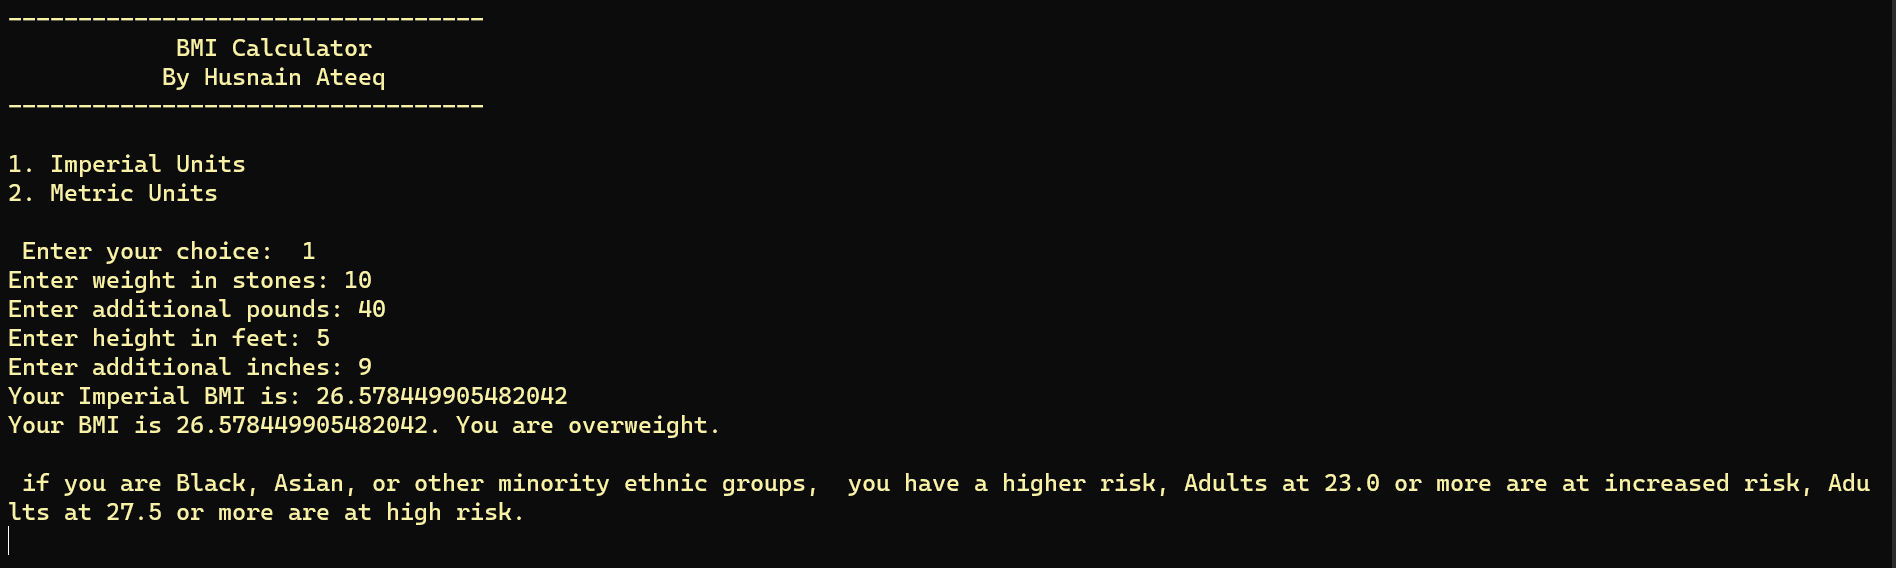 ----------------------------------
BMI Calculator
By Husnain Ateeq
----------------------------------
1. Imperial Units
2. Metric Units
Enter your choice:  1
Enter weight in stones: 10
Enter additional pounds: 40
Enter height in feet: 5
Enter additional inches: 9
Your Imperial BMI is: 26.578449905482042
Your BMI is 26.578449905482042. You are overweight.
if you are Black, Asian, or other minority ethnic groups,  you have a higher risk, Adults at 23.0 or more are at increased risk, Adu
lts at 27.5 or more are at high risk.